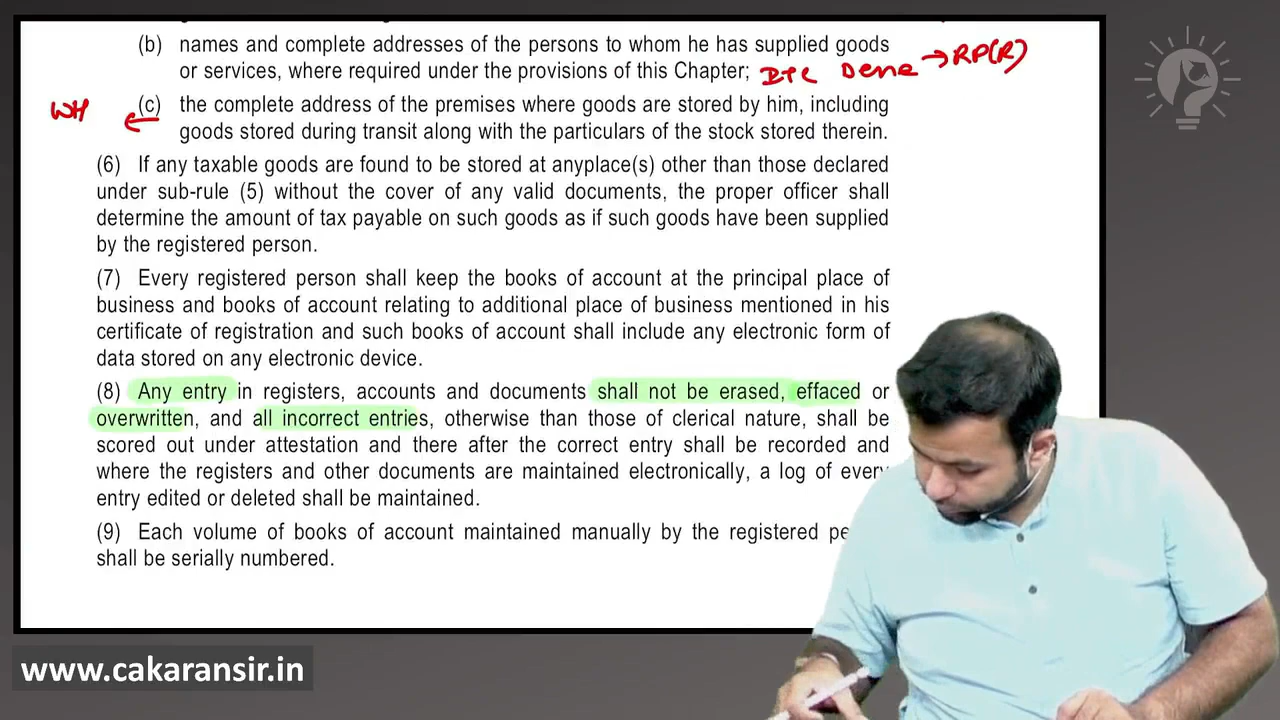 (b) names and complete addresses of the persons to whom he has supplied goods
or services, where required under the provisions of this Chapter; ITC Dena → RP(R)
WH ← (c) the complete address of the premises where goods are stored by him, including
goods stored during transit along with the particulars of the stock stored therein.
(6) If any taxable goods are found to be stored at anyplace(s) other than those declared
under sub-rule (5) without the cover of any valid documents, the proper officer shall
determine the amount of tax payable on such goods as if such goods have been supplied
by the registered person.
(7) Every registered person shall keep the books of account at the principal place of
business and books of account relating to additional place of business mentioned in his
certificate of registration and such books of account shall include any electronic form of
data stored on any electronic device.
(8) Any entry in registers, accounts and documents shall not be erased, effaced or
overwritten, and all incorrect entries, otherwise than those of clerical nature, shall be
scored out under attestation and there after the correct entry shall be recorded and
where the registers and other documents are maintained electronically, a log of every
entry edited or deleted shall be maintained.
(9) Each volume of books of account maintained manually by the registered
shall be serially numbered.
www.cakaransir.in